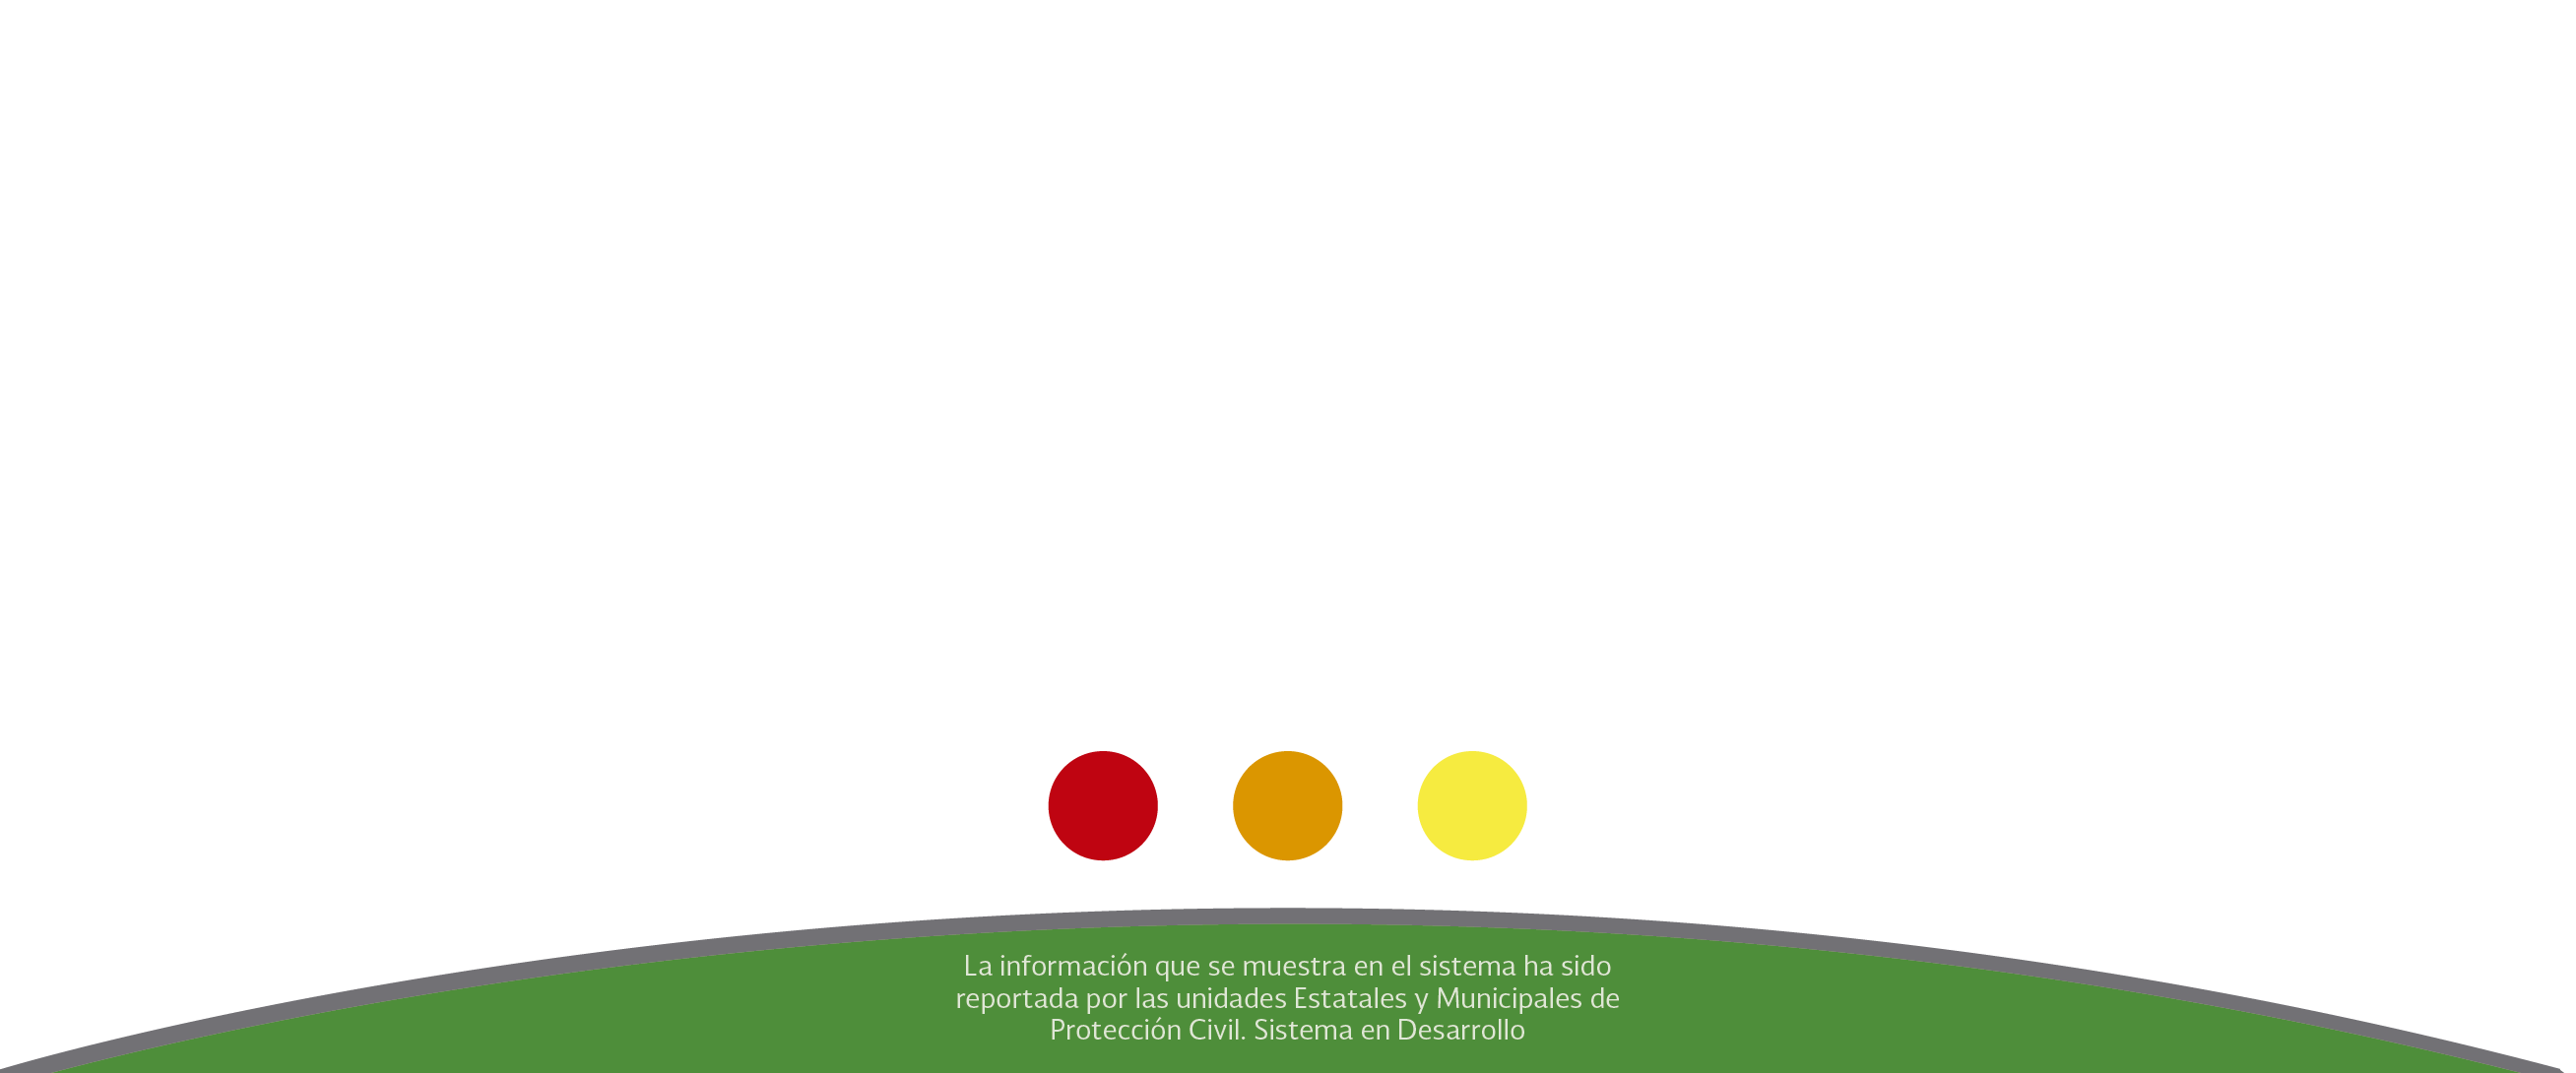 La información que se muestra en el sistema ha sido
reportada por las unidades Estatales y Municipales de
Protección Civil. Sistema en Desarrollo